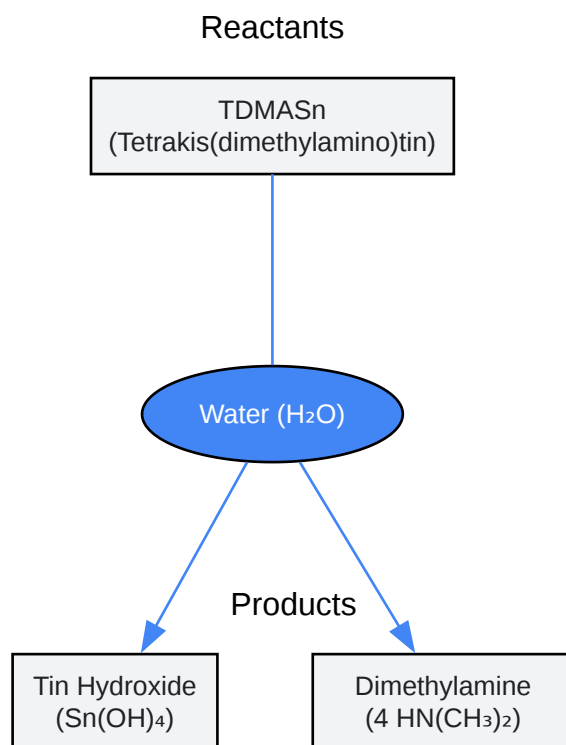 Reactants
TDMASn
(Tetrakis(dimethylamino)tin)
Water (H₂O)
Products
Tin Hydroxide
(Sn(OH)₄)
Dimethylamine
(4 HN(CH₃)₂)